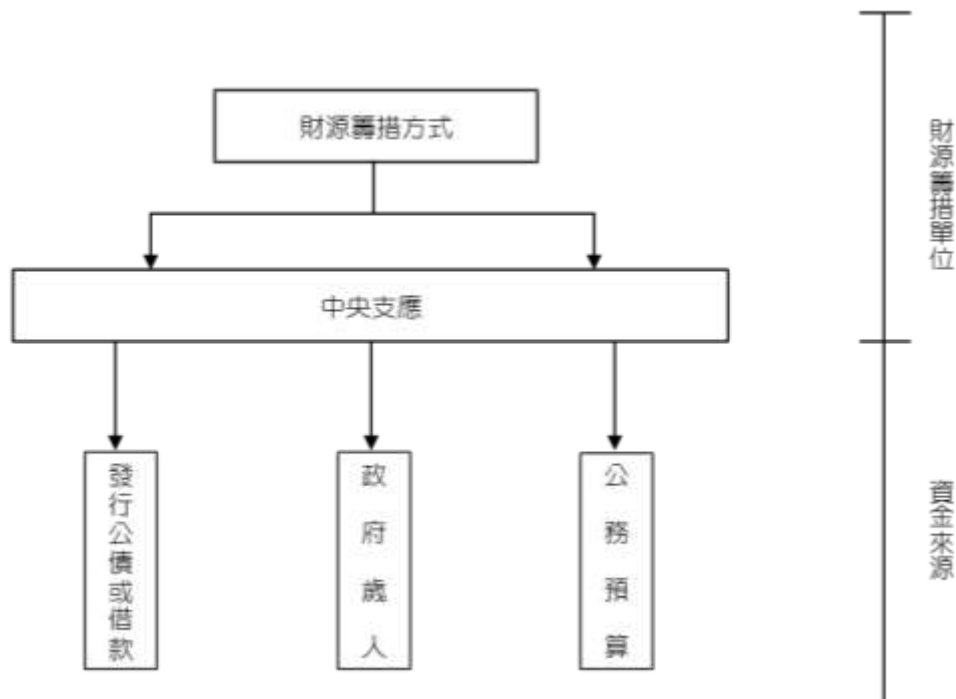 財源籌措方式
中央支應
發行公債或借款
政府歲人
公務預算
財源籌措單位
資金來源